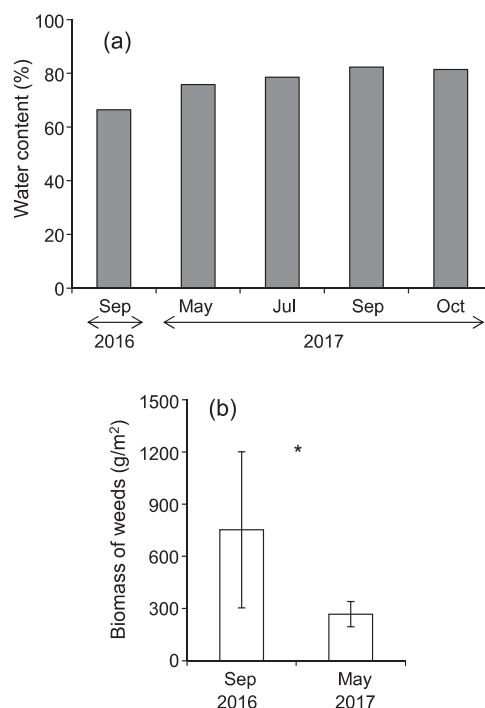 (a)
Water content (%)
100
80
60
40
20
0
Sep May Jul Sep Oct
2016 2017
(b)
Biomass of weeds (g/m²)
1500
1200
900
600
300
0
*
Sep May
2016 2017